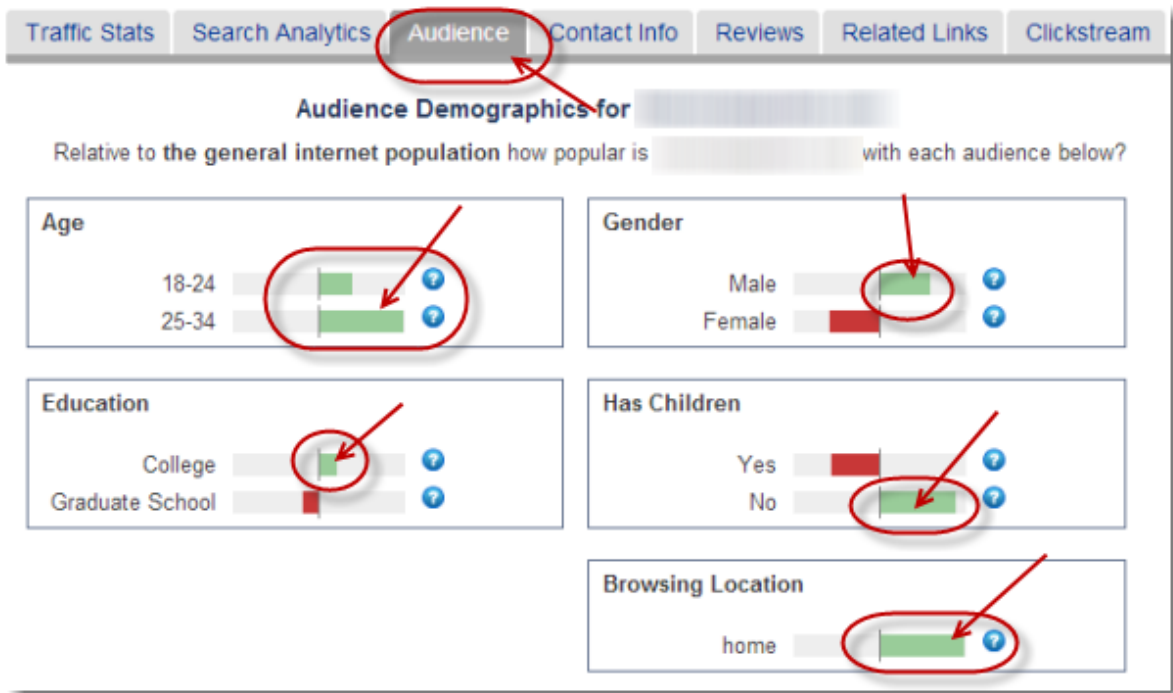 Traffic Stats Search Analytics Audience Contact Info Reviews Related Links Clickstream
Audience Demographics for
Relative to the general internet population how popular is with each audience below?
Age
18-24 ?
25-34 ?
Gender
Male ?
Female ?
Education
College ?
Graduate School ?
Has Children
Yes ?
No ?
Browsing Location
home ?